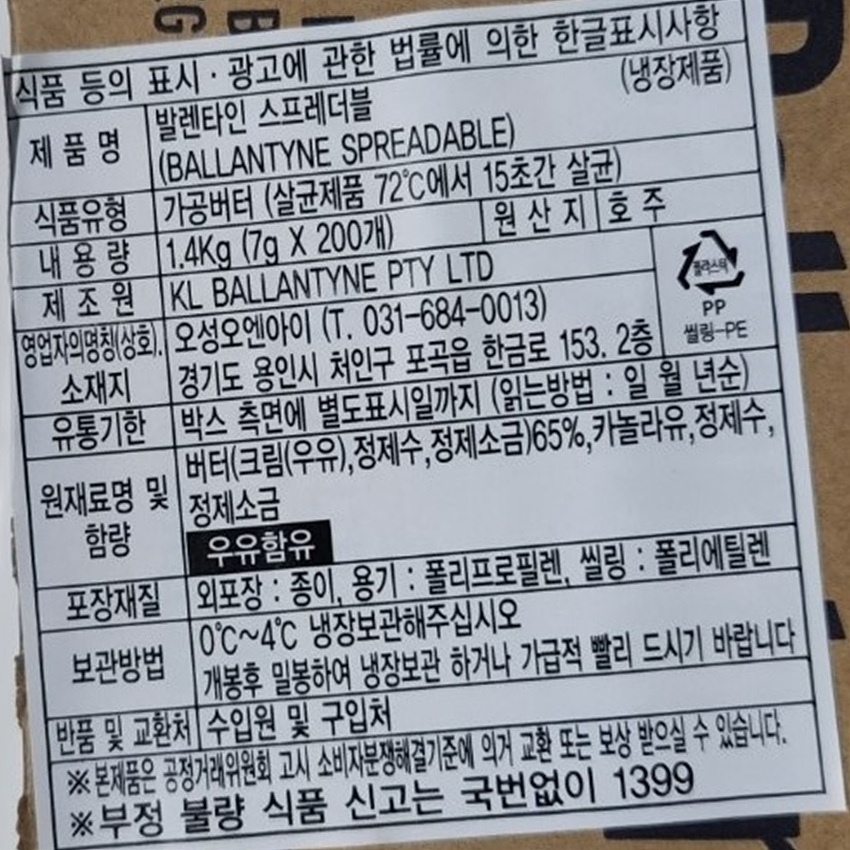 식품 등의 표시·광고에 관한 법률에 의한 한글표시사항
제품명 발렌타인 스프레더블 (냉장제품)
(BALLANTYNE SPREADABLE)
식품유형 가공버터 (살균제품 72℃에서 15초간 살균)
내용량 1.4Kg (7g X 200개) 원산지 호주
제조원 KL BALLANTYNE PTY LTD
영업자의명칭(상호), 소재지 오성오엔아이 (T. 031-684-0013)
경기도 용인시 처인구 포곡읍 한금로 153. 2층
플라스틱
PP
씰링-PE
유통기한 박스 측면에 별도표시일까지 (읽는방법 : 일 월 년순)
원재료명 및 함량 버터(크림(우유),정제수,정제소금)65%,카놀라유,정제수,
정제소금
우유함유
포장재질 외포장 : 종이, 용기 : 폴리프로필렌, 씰링 : 폴리에틸렌
보관방법 0℃~4℃ 냉장보관해주십시오
개봉후 밀봉하여 냉장보관 하거나 가급적 빨리 드시기 바랍니다
반품 및 교환처 수입원 및 구입처
※본제품은 공정거래위원회 고시 소비자분쟁해결기준에 의거 교환 또는 보상 받으실 수 있습니다.
※부정 불량 식품 신고는 국번없이 1399